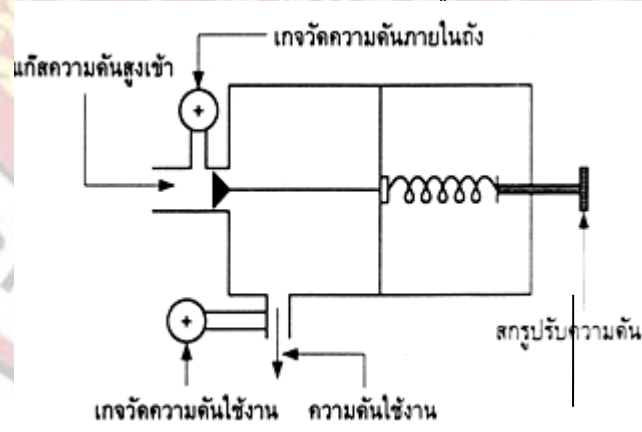 เกจวัดความดันภายในถัง
แก๊สความดันสูงเข้า
สกรูปรับความดัน
เกจวัดความดันใช้งาน
ความดันใช้งาน